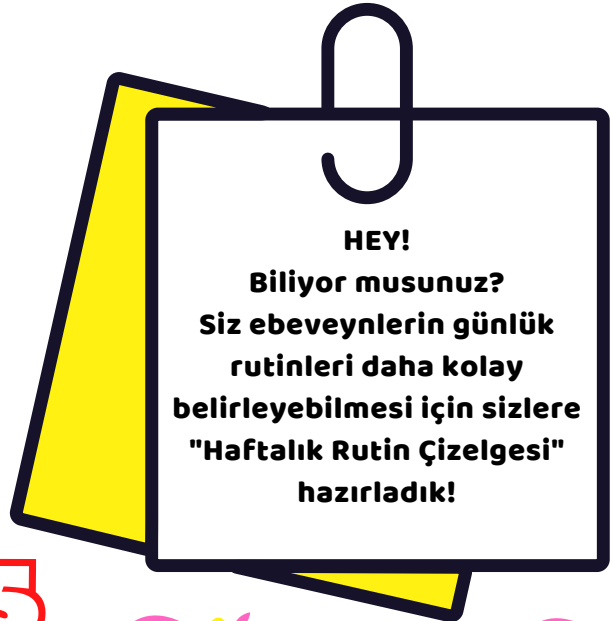 HEY!
Biliyor musunuz?
Siz ebeveynlerin günlük
rutinleri daha kolay
belirleyebilmesi için sizlere
"Haftalık Rutin Çizelgesi"
hazırladık!